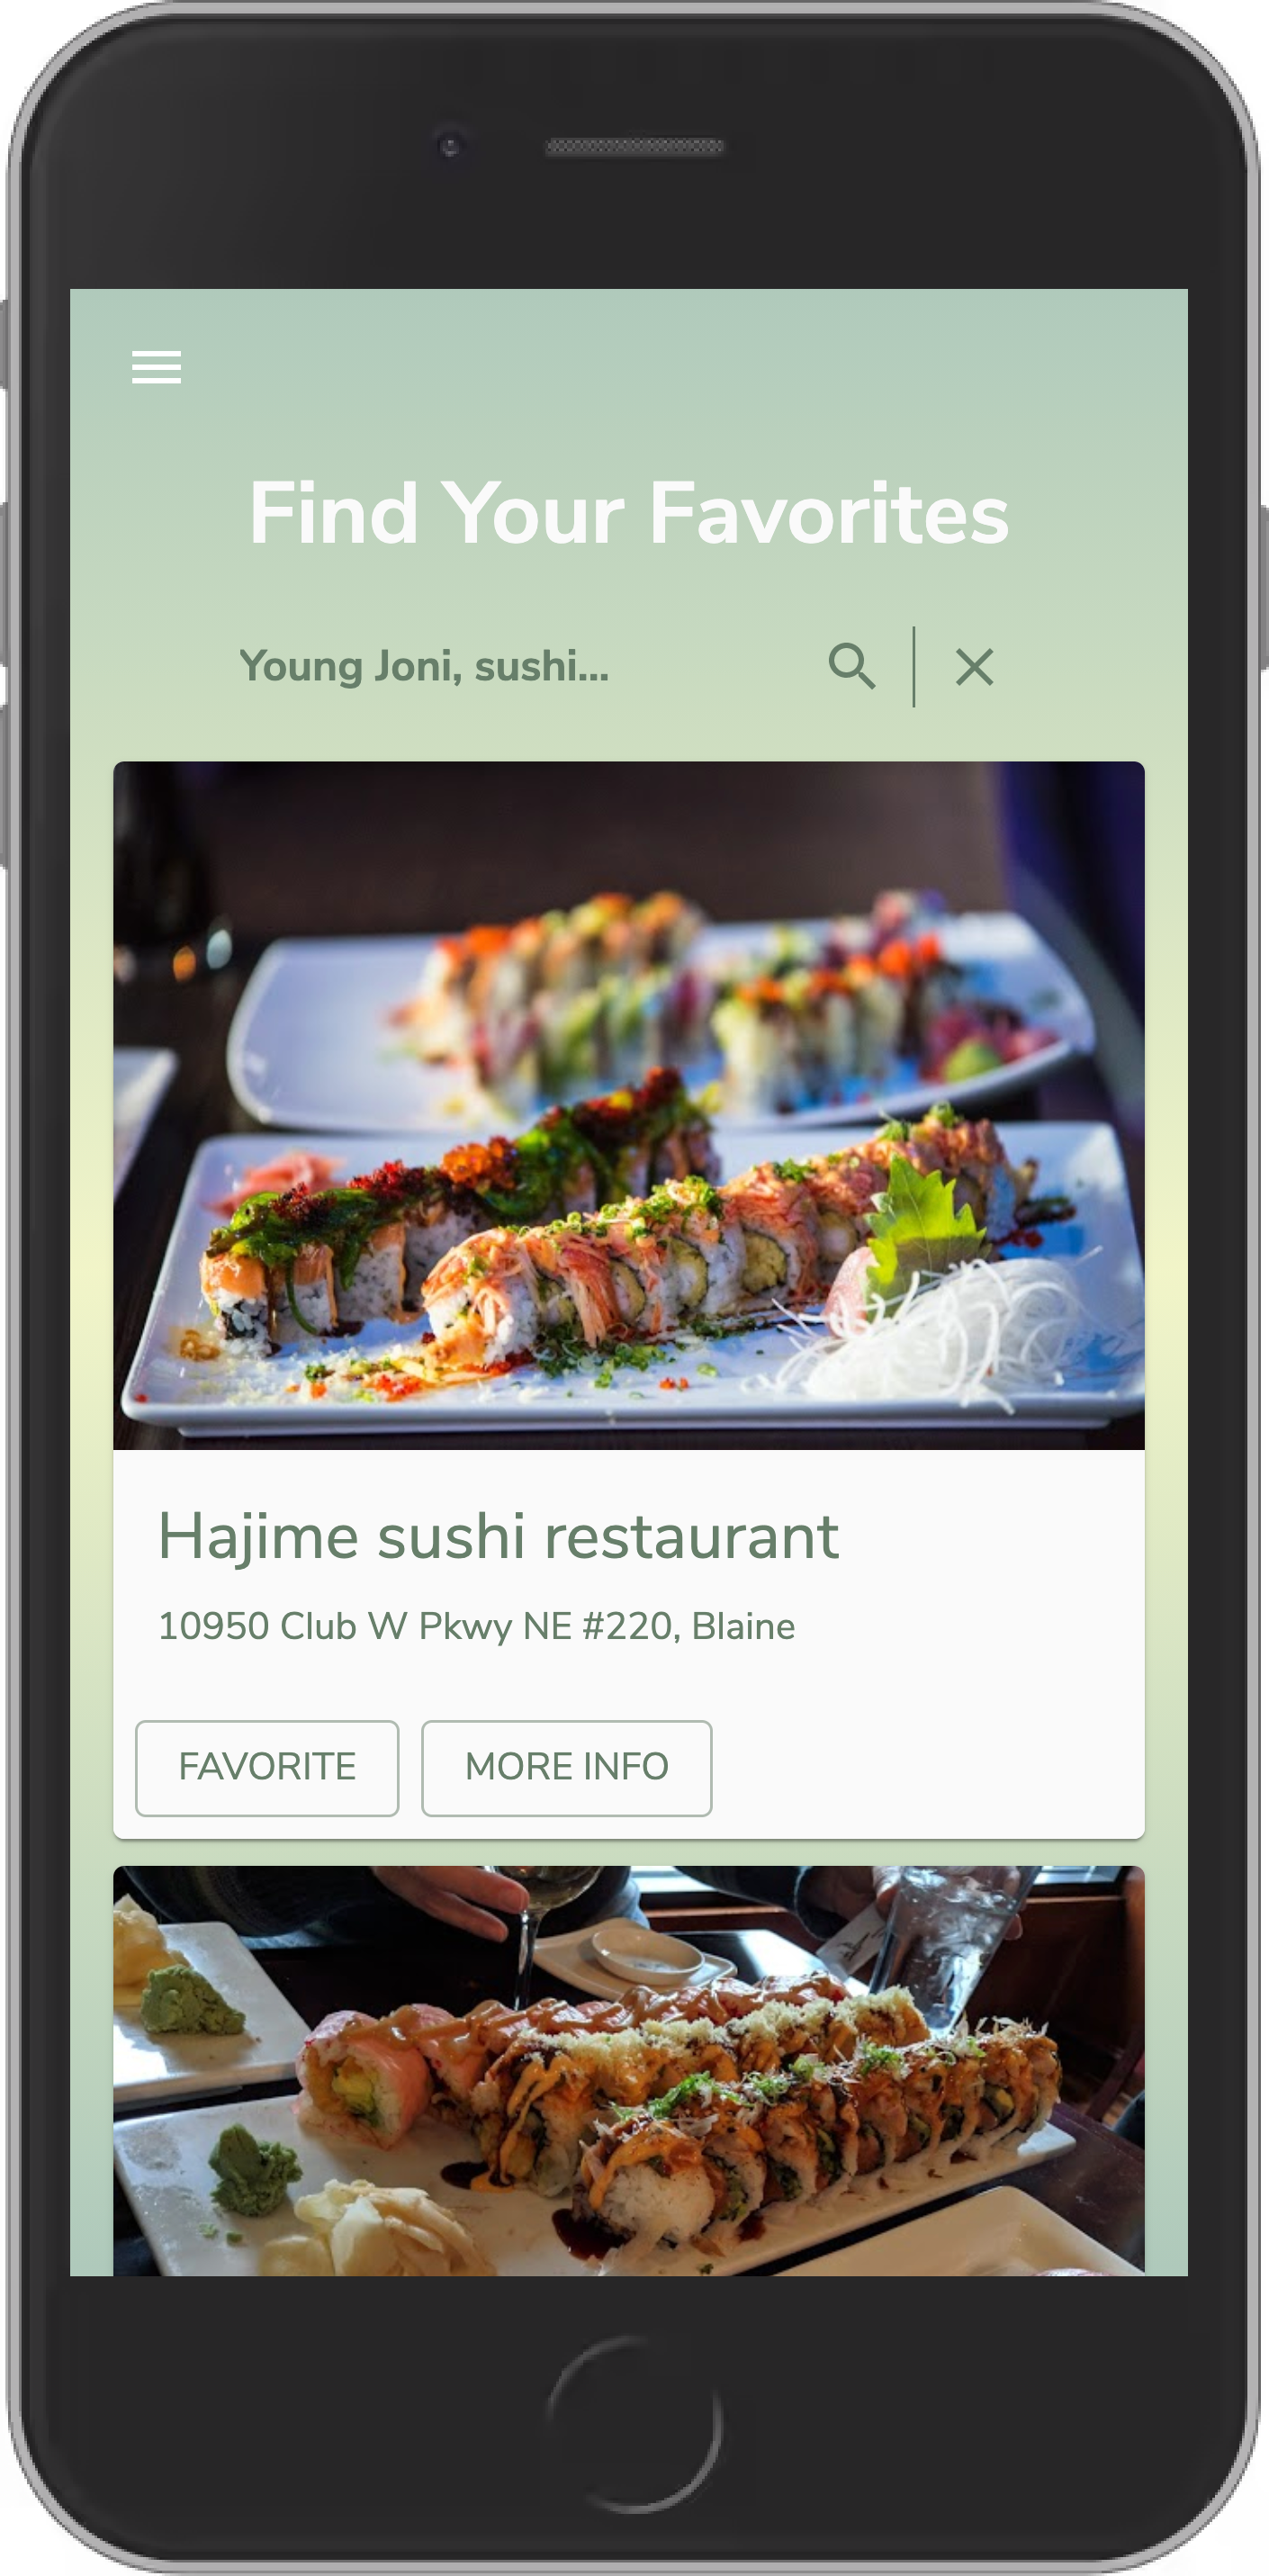 Find Your Favorites
Young Joni, sushi...
Hajime sushi restaurant
10950 Club W Pkwy NE #220, Blaine
FAVORITE
MORE INFO